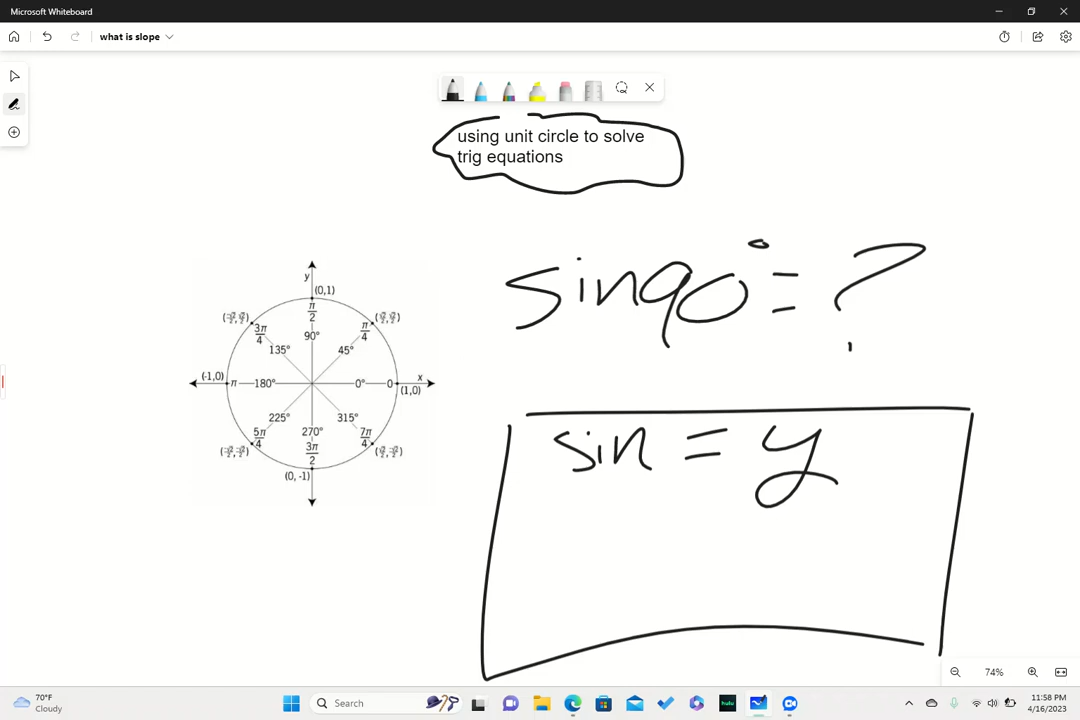 Microsoft Whiteboard
what is slope
using unit circle to solve
trig equations
sin90° = ?
y
(0,1)
π/2
90°
3π/4
135°
π/4
45°
(-1,0)
π
180°
0°
0
x
(1,0)
225°
5π/4
315°
7π/4
270°
3π/2
(0, -1)
sin = y
74%
70°F
Cloudy
Search
hulu
11:58 PM
4/16/2023